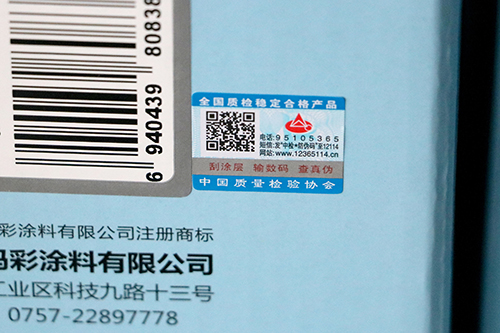 6 940439 80838
全国质检稳定合格产品
电话:95105365
短信:发"中检+防伪码"至12114
网站:www.12365114.cn
刮涂层 输数码 查真伪
中国质量检验协会
彩涂料有限公司注册商标
彩涂料有限公司
工业区科技九路十三号
0757-22897778